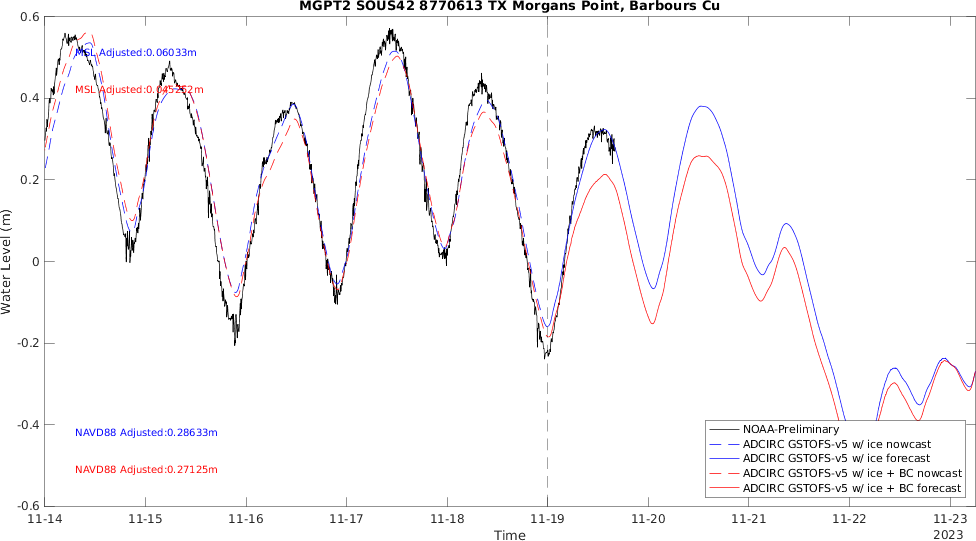 MGPT2 SOUS42 8770613 TX Morgans Point, Barbours Cu
0.6
0.4
0.2
0
-0.2
-0.4
-0.6
Water Level (m)
MSL Adjusted:0.06033m
MSL Adjusted:0.045262m
NAVD88 Adjusted:0.28633m
NAVD88 Adjusted:0.27125m
NOAA-Preliminary
ADCIRC GSTOFS-v5 w/ ice nowcast
ADCIRC GSTOFS-v5 w/ ice forecast
ADCIRC GSTOFS-v5 w/ ice + BC nowcast
ADCIRC GSTOFS-v5 w/ ice + BC forecast
11-14 11-15 11-16 11-17 11-18 11-19 11-20 11-21 11-22 11-23
2023
Time